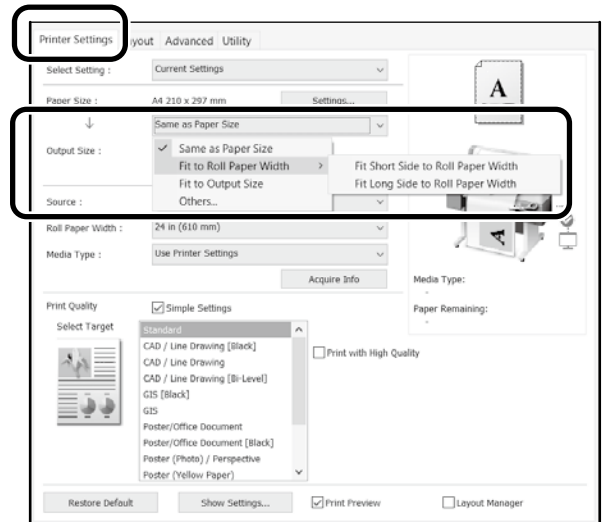 Printer Settings yout Advanced Utility
Select Setting : Current Settings
Paper Size : A4 210 x 297 mm Settings...
↓ Same as Paper Size
Output Size : ✓ Same as Paper Size
Fit to Roll Paper Width > Fit Short Side to Roll Paper Width
Fit to Output Size Fit Long Side to Roll Paper Width
Others...
Source :
Roll Paper Width : 24 in (610 mm)
Media Type : Use Printer Settings
Acquire Info
A
Media Type:
-
Paper Remaining:
-
Print Quality Simple Settings
Select Target
Standard
CAD / Line Drawing [Black]
CAD / Line Drawing
CAD / Line Drawing [Bi-Level]
GIS [Black]
GIS
Poster/Office Document
Poster/Office Document [Black]
Poster (Photo) / Perspective
Poster (Yellow Paper)
Print with High Quality
Restore Default Show Settings... Print Preview Layout Manager